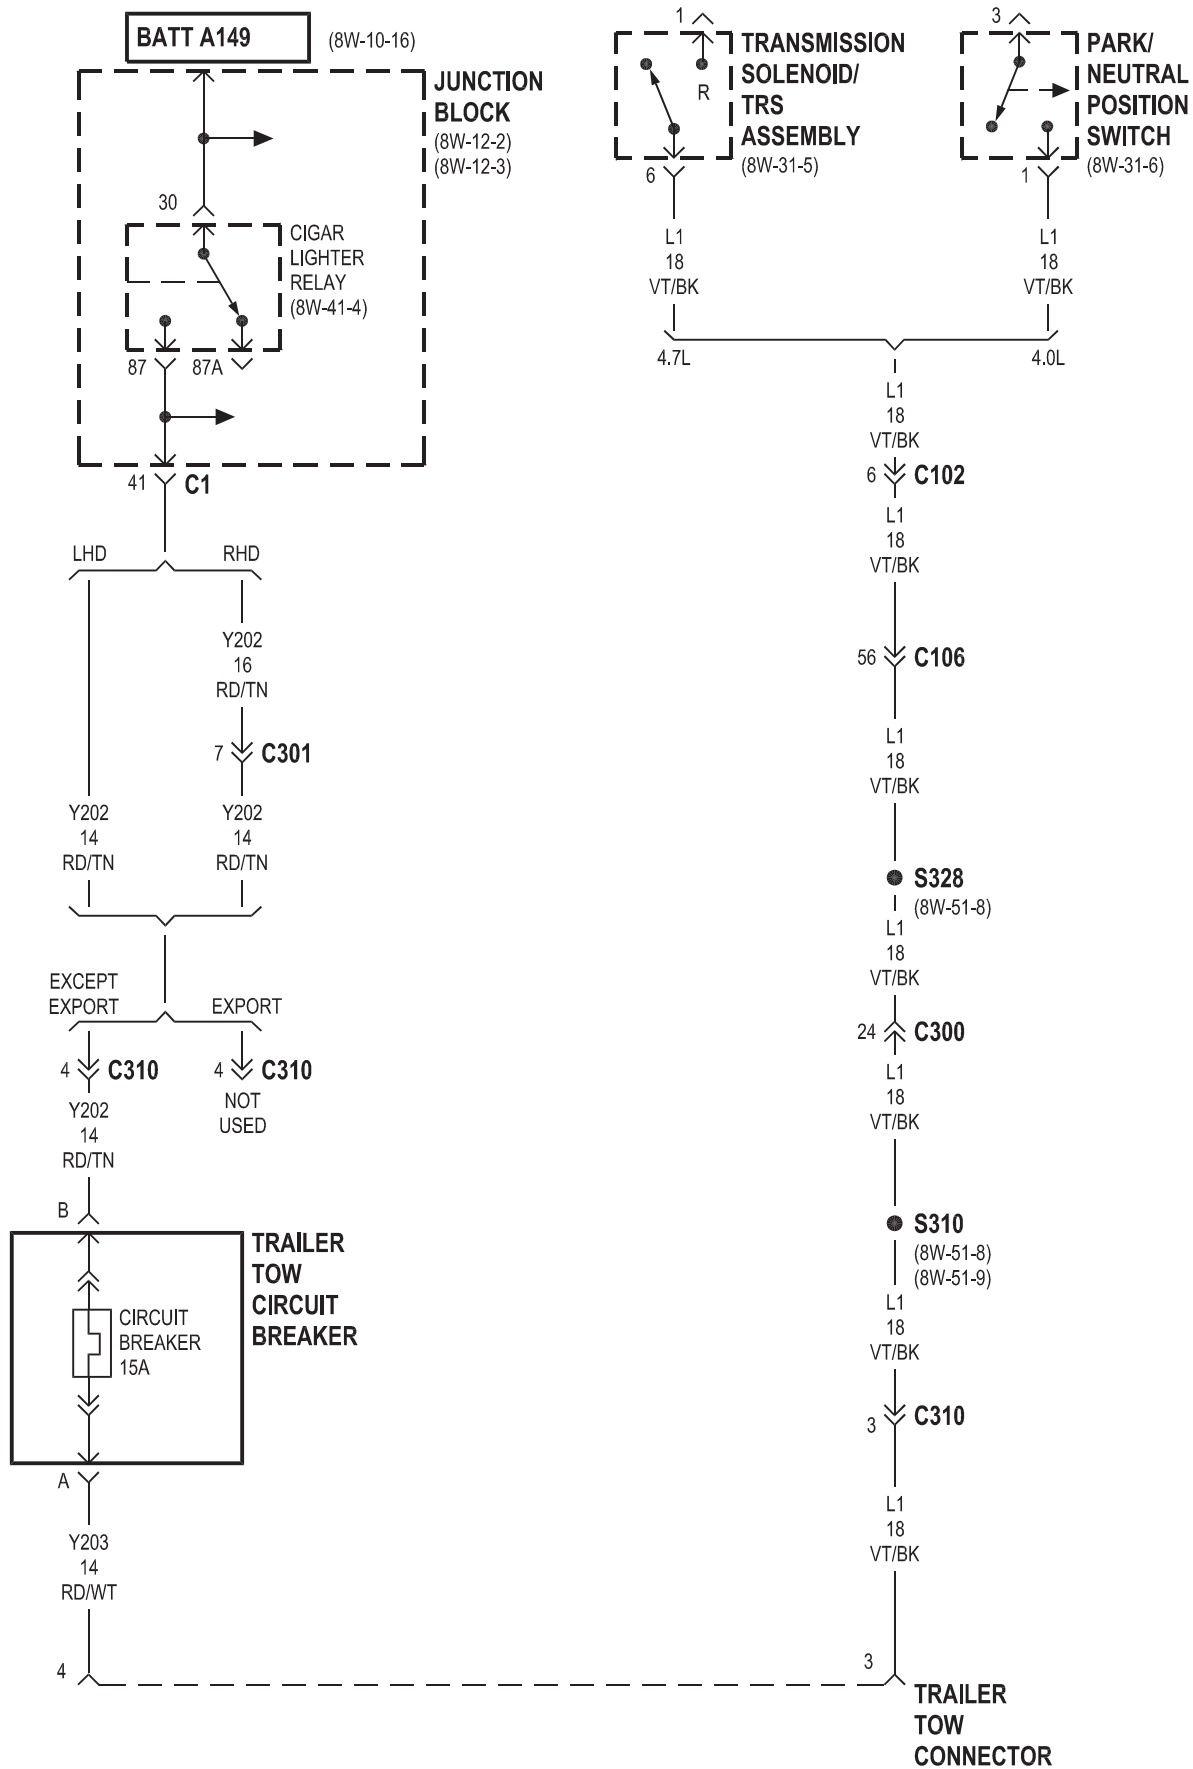 BATT A149
(8W-10-16)
JUNCTION
BLOCK
(8W-12-2)
(8W-12-3)
30
CIGAR
LIGHTER
RELAY
(8W-41-4)
87
87A
41
C1
LHD
RHD
Y202
16
RD/TN
7
C301
Y202
14
RD/TN
Y202
14
RD/TN
EXCEPT
EXPORT
EXPORT
4
C310
4
C310
NOT
USED
Y202
14
RD/TN
B
TRAILER
TOW
CIRCUIT
BREAKER
CIRCUIT
BREAKER
15A
A
Y203
14
RD/WT
4
1
TRANSMISSION
SOLENOID/
TRS
ASSEMBLY
(8W-31-5)
R
6
L1
18
VT/BK
4.7L
3
PARK/
NEUTRAL
POSITION
SWITCH
(8W-31-6)
1
L1
18
VT/BK
4.0L
L1
18
VT/BK
6
C102
L1
18
VT/BK
56
C106
L1
18
VT/BK
S328
(8W-51-8)
L1
18
VT/BK
24
C300
L1
18
VT/BK
S310
(8W-51-8)
(8W-51-9)
L1
18
VT/BK
3
C310
L1
18
VT/BK
3
TRAILER
TOW
CONNECTOR